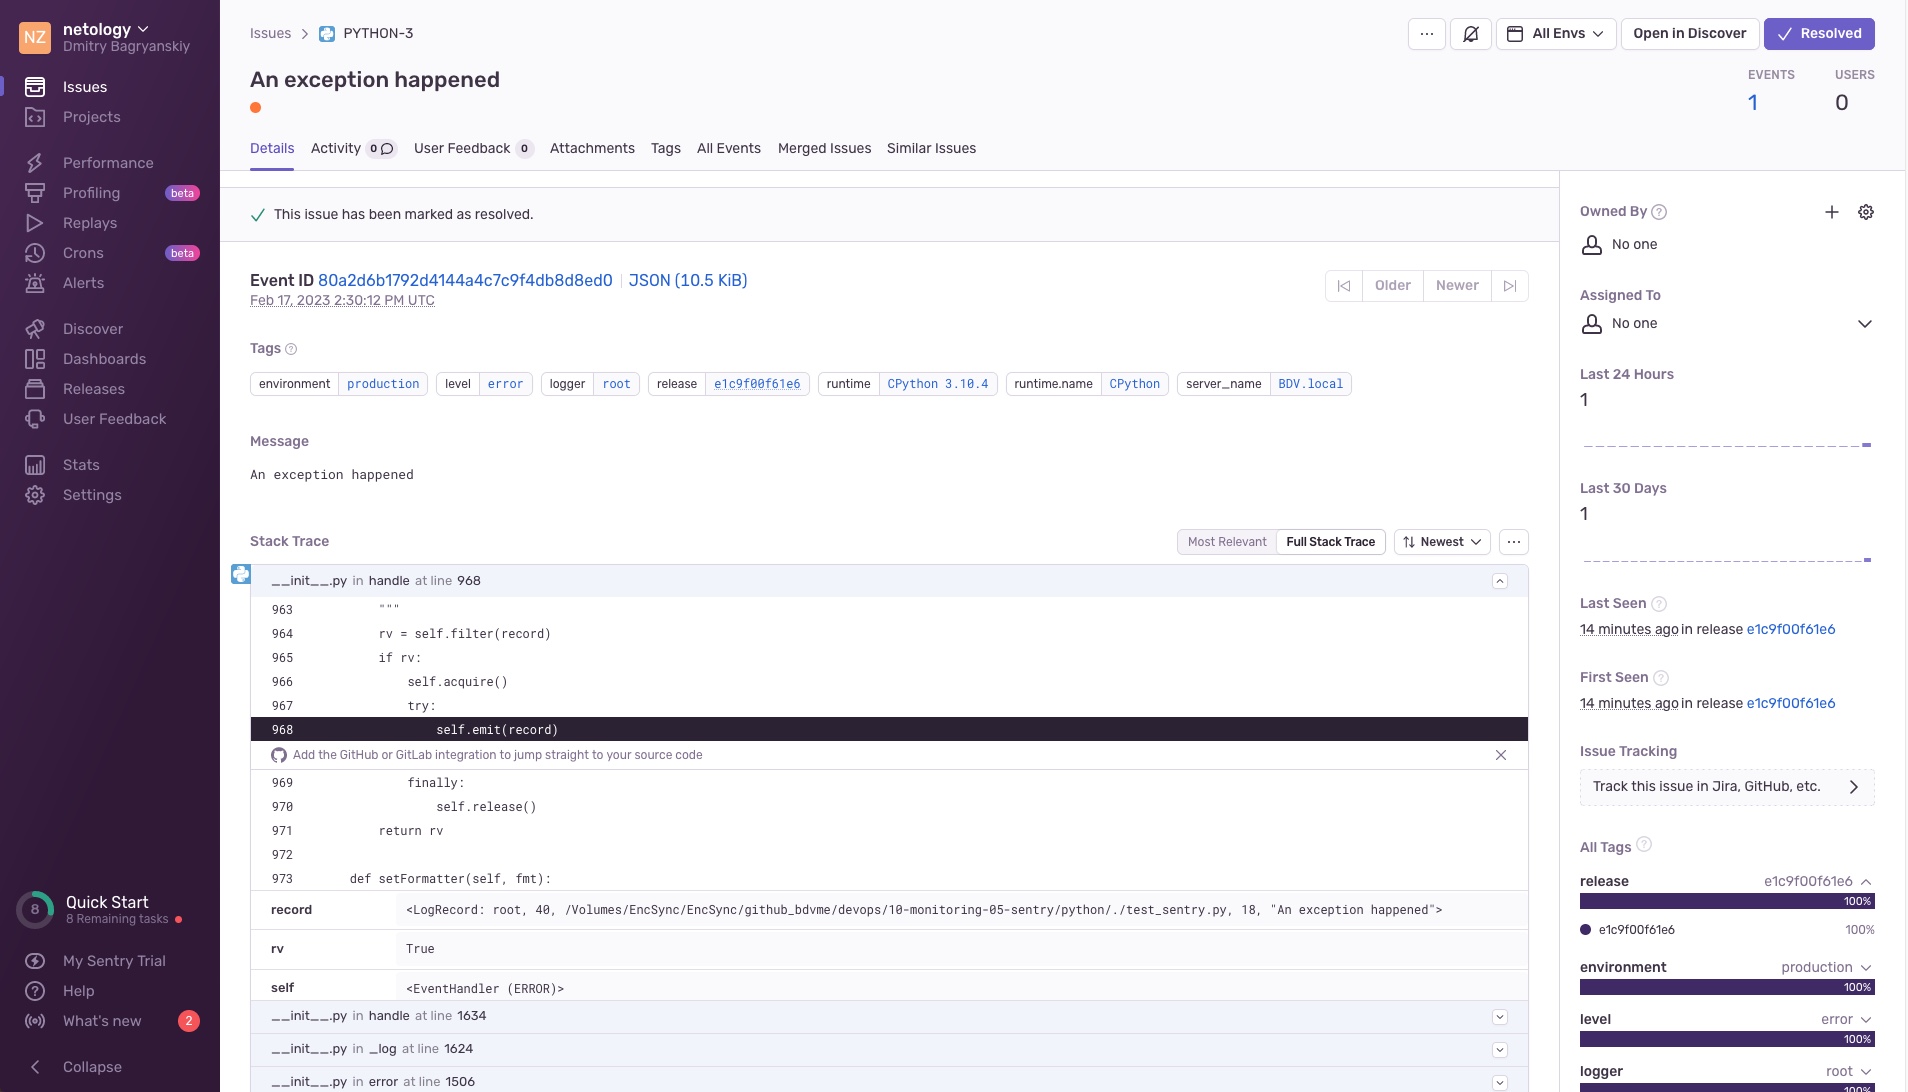 NZ
netology
Dmitry Bagryanskiy
Issues
Projects
Performance
Profiling beta
Replays
Crons beta
Alerts
Discover
Dashboards
Releases
User Feedback
Stats
Settings
8
Quick Start
8 Remaining tasks
My Sentry Trial
Help
What's new 2
Collapse
Issues PYTHON-3
... All Envs Open in Discover Resolved
An exception happened
EVENTS USERS
1 0
Details Activity 0 User Feedback 0 Attachments Tags All Events Merged Issues Similar Issues
This issue has been marked as resolved.
Event ID 80a2d6b1792d4144a4c7c9f4db8d8ed0 JSON (10.5 KiB)
Feb 17, 2023 2:30:12 PM UTC
Older Newer
Tags ?
environment production level error logger root release e1c9f00f61e6 runtime CPython 3.10.4 runtime.name CPython server_name BDV.local
Message
An exception happened
Stack Trace
Most Relevant Full Stack Trace Newest ...
__init__.py in handle at line 968
963 """
964 rv = self.filter(record)
965 if rv:
966 self.acquire()
967 try:
968 self.emit(record)
Add the GitHub or GitLab integration to jump straight to your source code
969 finally:
970 self.release()
971 return rv
972
973 def setFormatter(self, fmt):
record <LogRecord: root, 40, /Volumes/EncSync/EncSync/github_bdvme/devops/10-monitoring-05-sentry/python/./test_sentry.py, 18, "An exception happened">
rv True
self <EventHandler (ERROR)>
__init__.py in handle at line 1634
__init__.py in _log at line 1624
__init__.py in error at line 1506
Owned By ?
No one
Assigned To
No one
Last 24 Hours
1
Last 30 Days
1
Last Seen ?
14 minutes ago in release e1c9f00f61e6
First Seen ?
14 minutes ago in release e1c9f00f61e6
Issue Tracking
Track this issue in Jira, GitHub, etc.
All Tags ?
release e1c9f00f61e6
100%
e1c9f00f61e6 100%
environment production
100%
level error
100%
logger root
100%